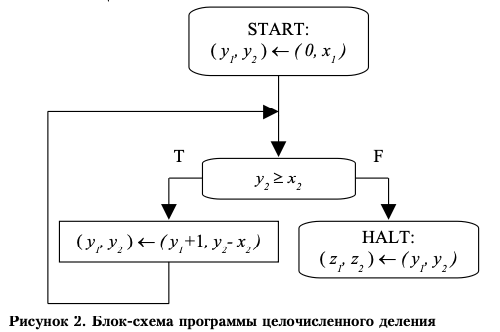 START:
(y₁, y₂) ← (0, x₁)
T
F
y₂ ≥ x₂
(y₁, y₂) ← (y₁+1, y₂- x₂)
HALT:
(z₁, z₂) ← (y₁, y₂)
Рисунок 2. Блок-схема программы целочисленного деления